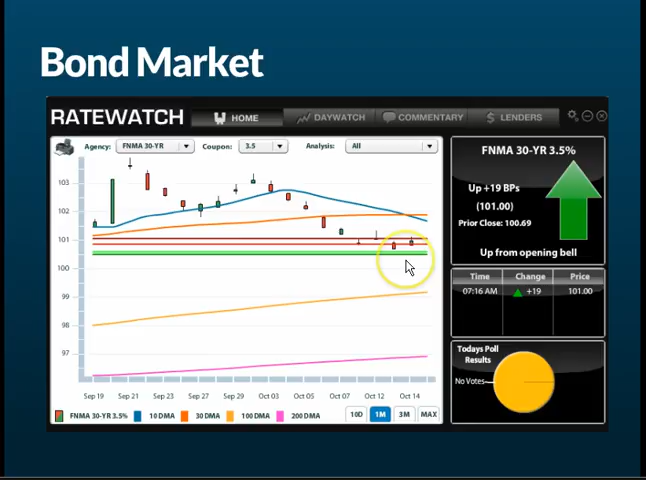 Bond Market
RATEWATCH HOME DAYWATCH COMMENTARY $ LENDERS
Agency: FNMA 30-YR Coupon: 3.5 Analysis: All
103
102
101
100
99
98
97
Sep 19 Sep 21 Sep 23 Sep 27 Sep 29 Oct 03 Oct 05 Oct 07 Oct 12 Oct 14
FNMA 30-YR 3.5% 10 DMA 30 DMA 100 DMA 200 DMA 10D 1M 3M MAX
FNMA 30-YR 3.5%
Up +19 BPs
(101.00)
Prior Close: 100.69
Up from opening bell
Time Change Price
07:16 AM +19 101.00
Todays Poll
Results
No Votes